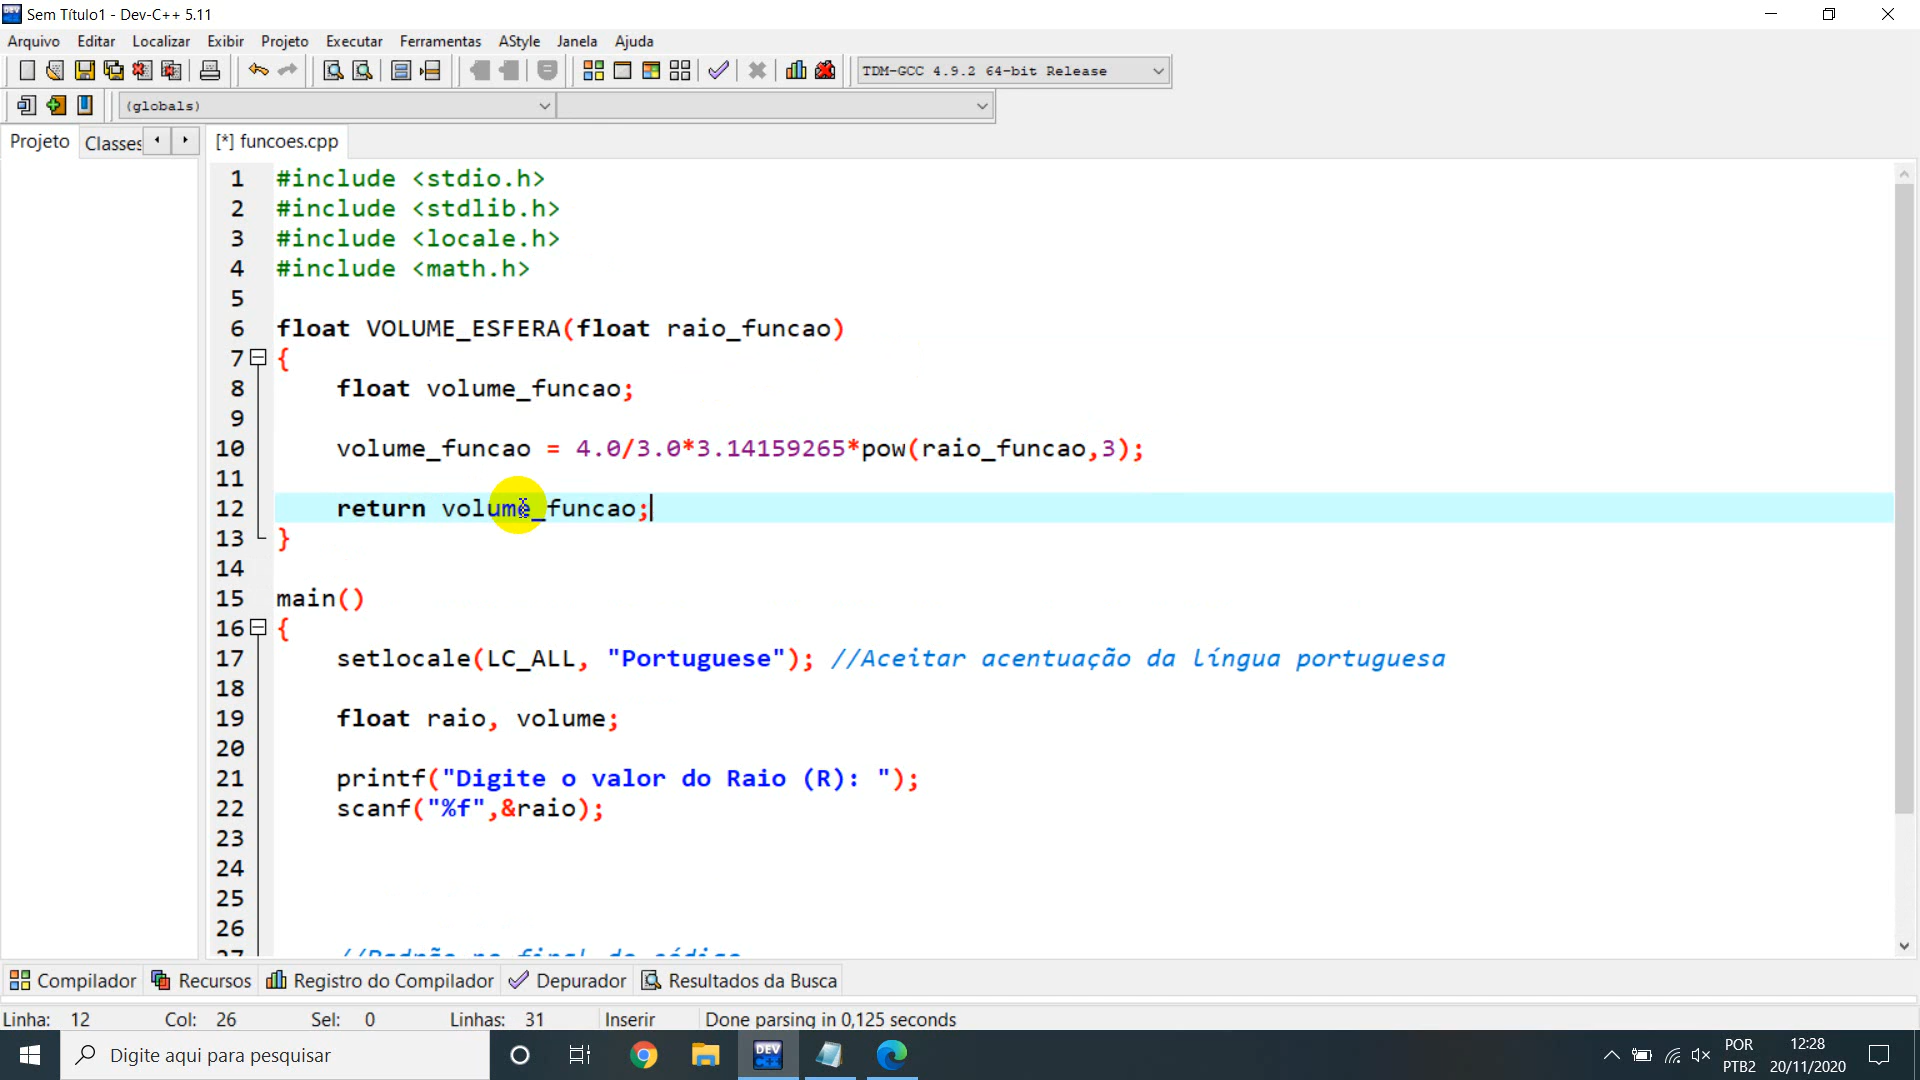 Sem Título1 - Dev-C++ 5.11
Arquivo Editar Localizar Exibir Projeto Executar Ferramentas AStyle Janela Ajuda
TDM-GCC 4.9.2 64-bit Release
(globals)
Projeto Classes [*] funcoes.cpp
1 #include <stdio.h>
2 #include <stdlib.h>
3 #include <locale.h>
4 #include <math.h>
5
6 float VOLUME_ESFERA(float raio_funcao)
7 {
8 float volume_funcao;
9
10 volume_funcao = 4.0/3.0*3.14159265*pow(raio_funcao,3);
11
12 return volume_funcao;
13 }
14
15 main()
16 {
17 setlocale(LC_ALL, "Portuguese"); //Aceitar acentuação da língua portuguesa
18
19 float raio, volume;
20
21 printf("Digite o valor do Raio (R): ");
22 scanf("%f",&raio);
23
24
25
26
27 //Padrão no final do código
Compilador Recursos Registro do Compilador Depurador Resultados da Busca
Linha: 12 Col: 26 Sel: 0 Linhas: 31 Inserir Done parsing in 0,125 seconds
Digite aqui para pesquisar
DEV C++
POR 12:28
PTB2 20/11/2020